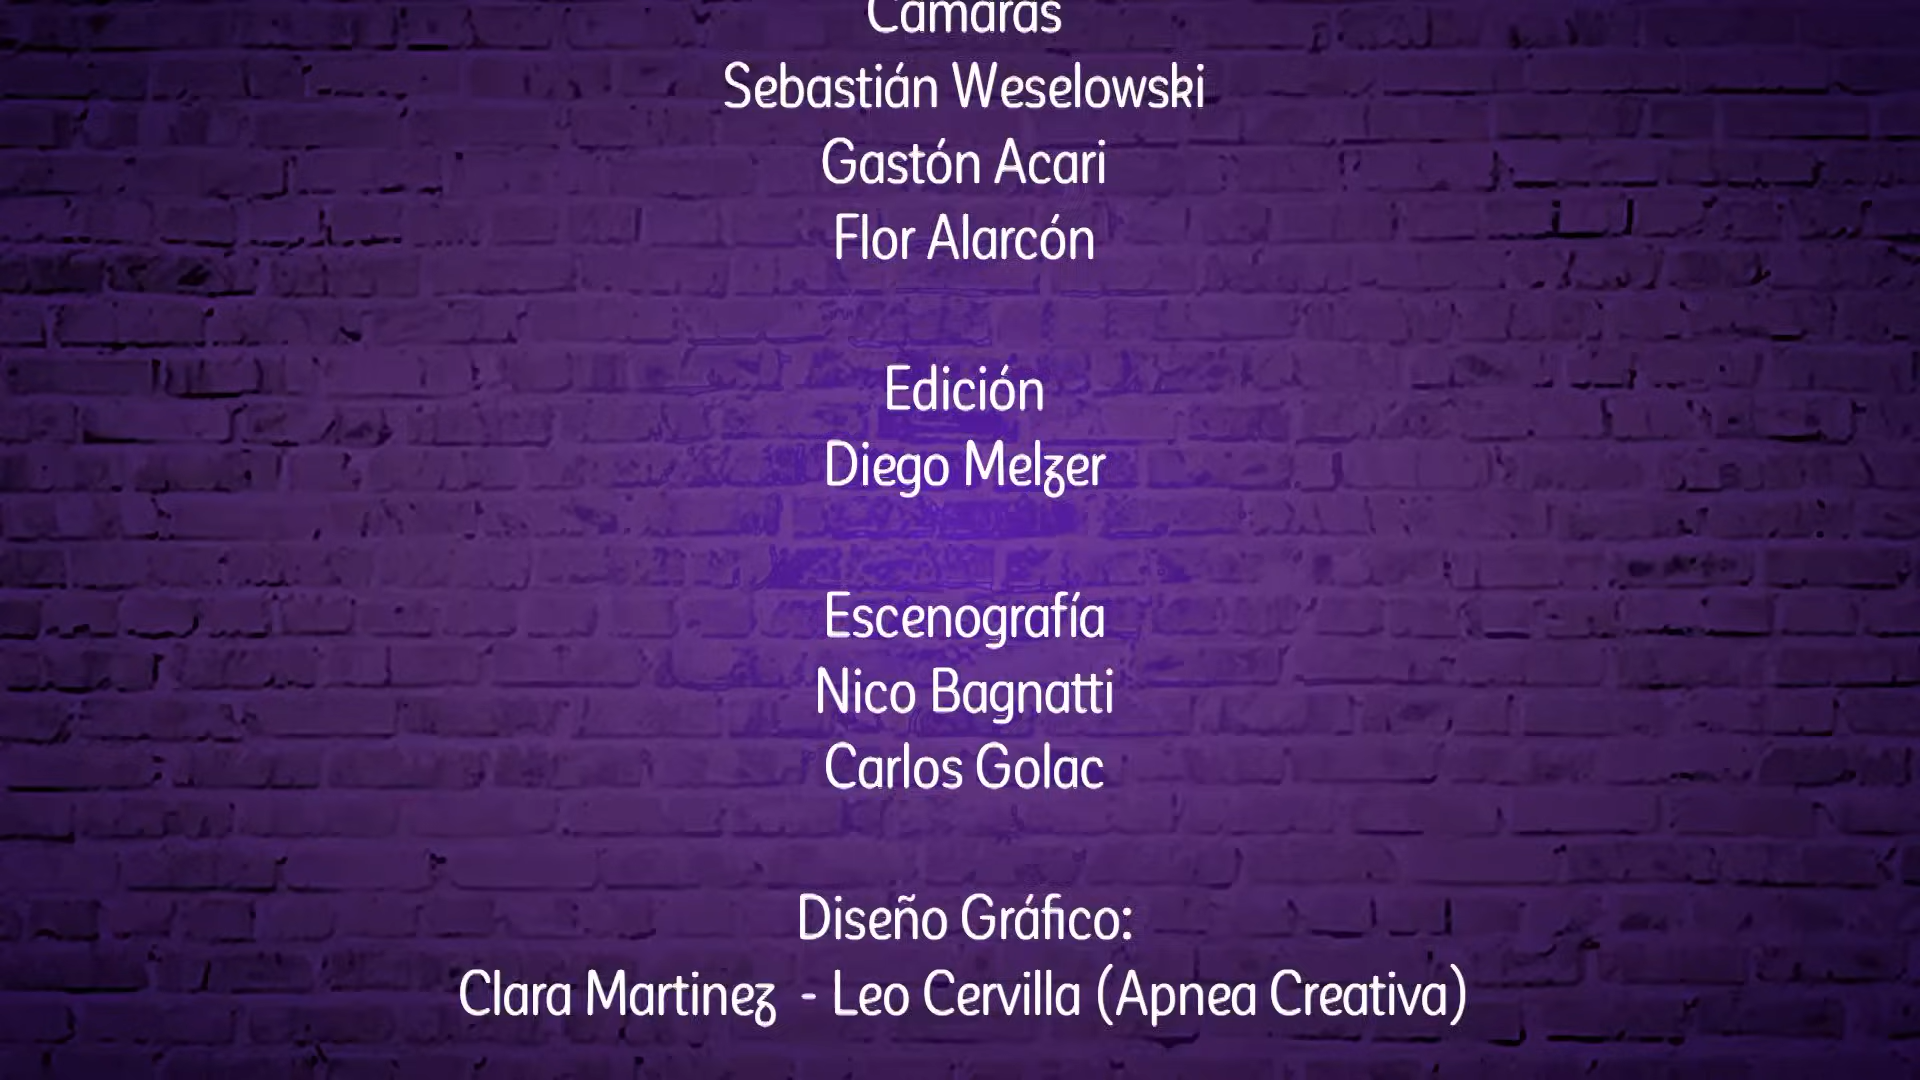 Cámaras
Sebastián Weselowski
Gastón Acari
Flor Alarcón
Edición
Diego Melzer
Escenografía
Nico Bagnatti
Carlos Golac
Diseño Gráfico:
Clara Martinez - Leo Cervilla (Apnea Creativa)